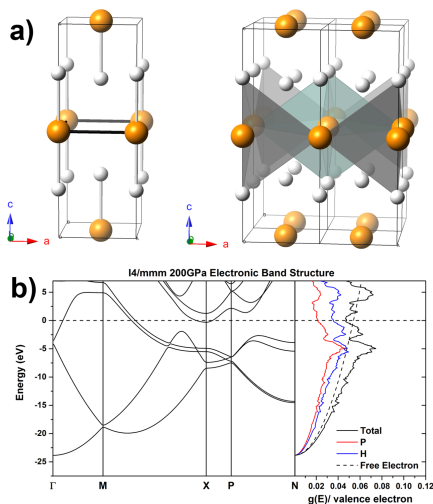 a)
c
b
a
c
b
a
b)
I4/mmm 200GPa Electronic Band Structure
Energy (eV)
5
0
-5
-10
-15
-20
-25
Γ M X P N
Total
P
H
Free Electron
0.02 0.04 0.06 0.08 0.10 0.12
g(E)/ valence electron